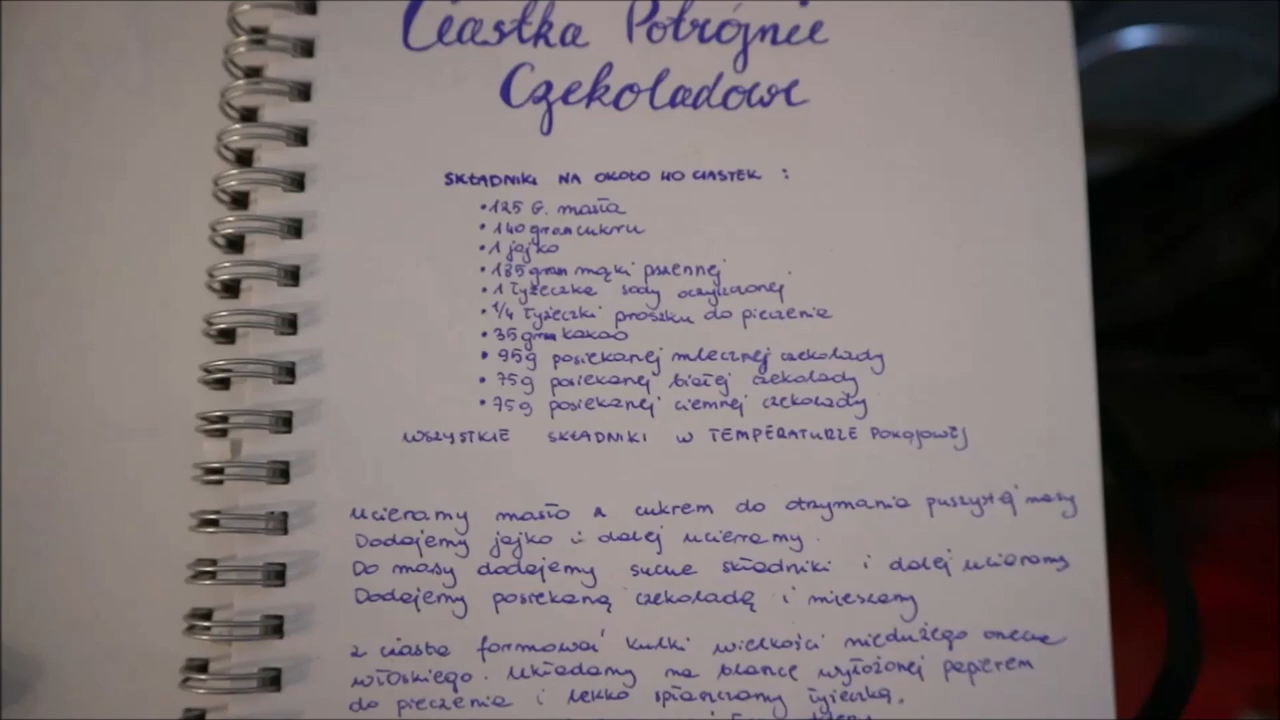 Ciastka Potrójnie
Czekoladowe
SKŁADNIKI NA OKOŁO 40 CIASTEK :
• 125 G. masła
• 140 gram cukru
• 1 jajko
• 185 gram mąki pszennej
• 1 łyżeczka sody oczyszczonej
• 1/4 łyżeczki proszku do pieczenia
• 35 gram kakao
• 95g posiekanej mlecznej czekolady
• 75g posiekanej białej czekolady
• 75g posiekanej ciemnej czekolady
WSZYSTKIE SKŁADNIKI W TEMPERATURZE POKOJOWEJ
Ucieramy masło z cukrem do otrzymania puszystej masy
Dodajemy jajko i dalej ucieramy.
Do masy dodajemy suche składniki i dalej ucieramy
Dodajemy posiekaną czekoladę i mieszamy
z ciasta formować kulki wielkości niedużego orzecha
włoskiego. Układamy na blance wyłożonej papierem
do pieczenia i lekko spłaszczamy łyżeczką.